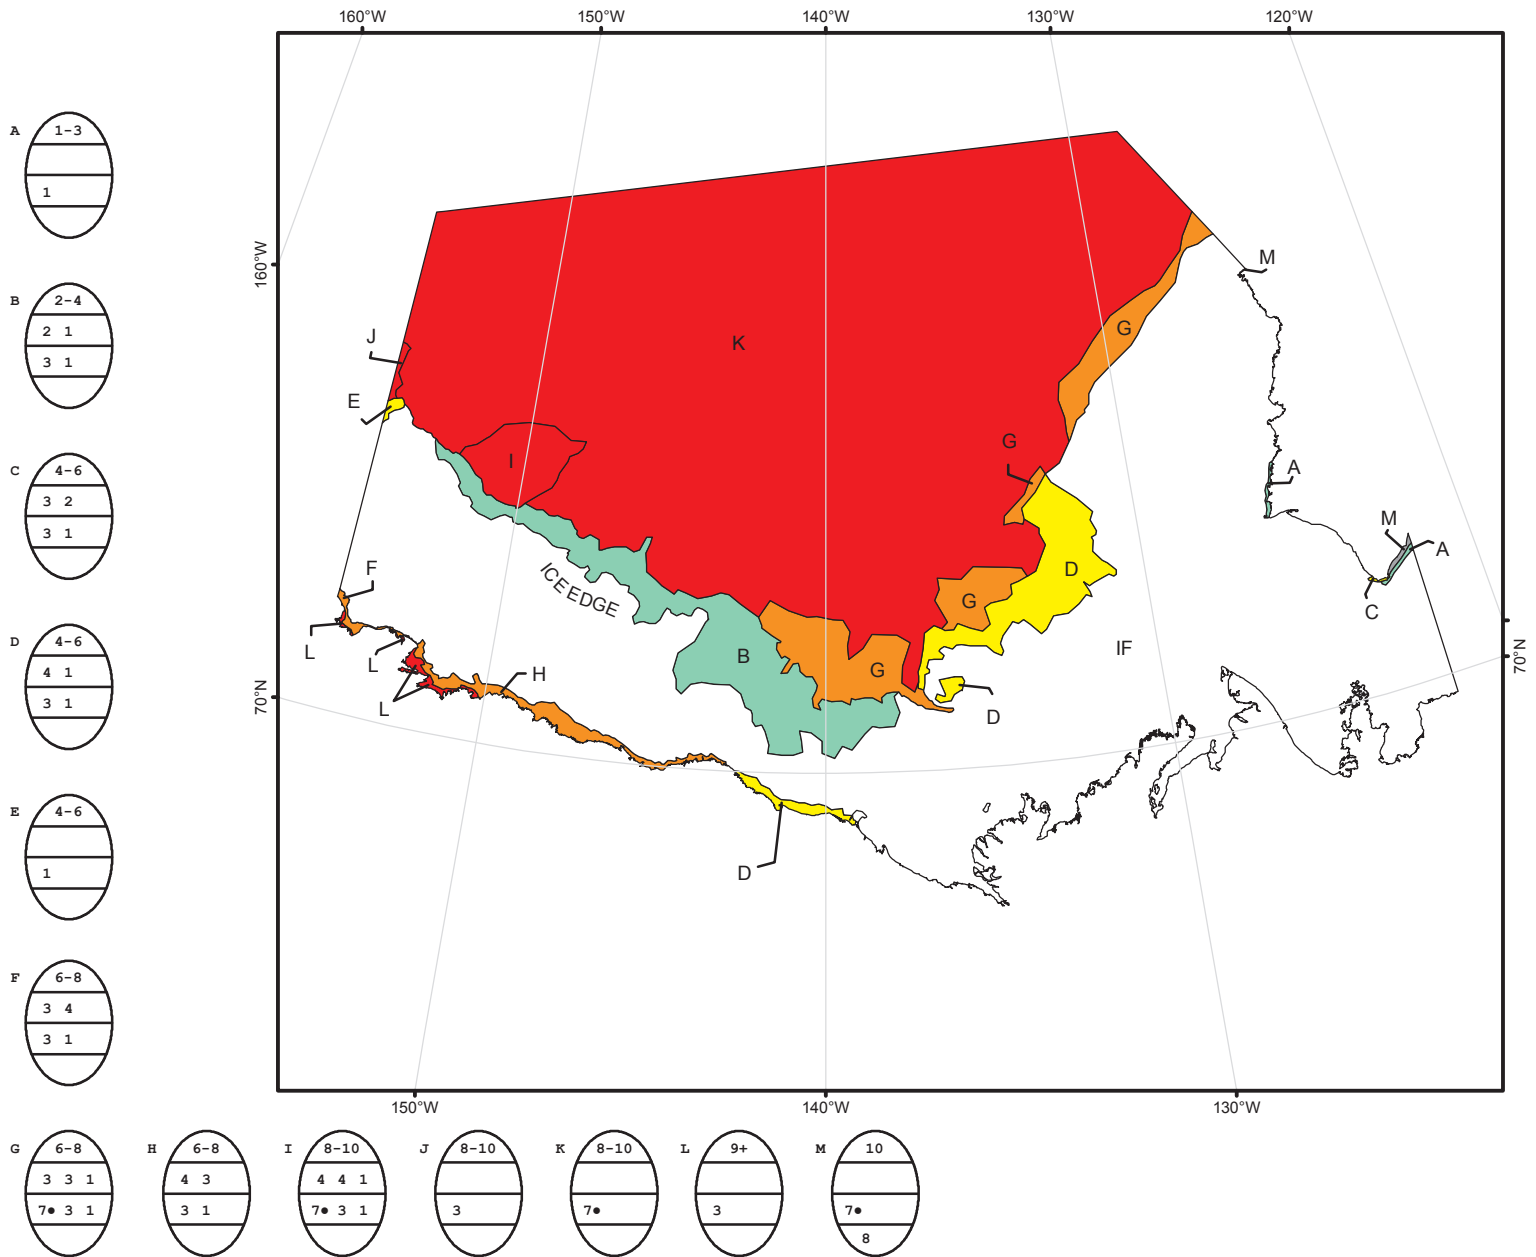 160°W 150°W 140°W 130°W 120°W
A 1-3
1
B 2-4
2 1
3 1
C 4-6
3 2
3 1
D 4-6
4 1
3 1
E 4-6
1
F 6-8
3 4
3 1
160°W
70°N
M
J
K
G
E
G
I
A
M
A
ICE EDGE
D
F
C
G
L
L
B
IF
G
H
L
D
70°N
D
150°W 140°W 130°W
G 6-8
3 3 1
7• 3 1
H 6-8
4 3
3 1
I 8-10
4 4 1
7• 3 1
J 8-10
3
K 8-10
7•
L 9+
3
M 10
7•
8